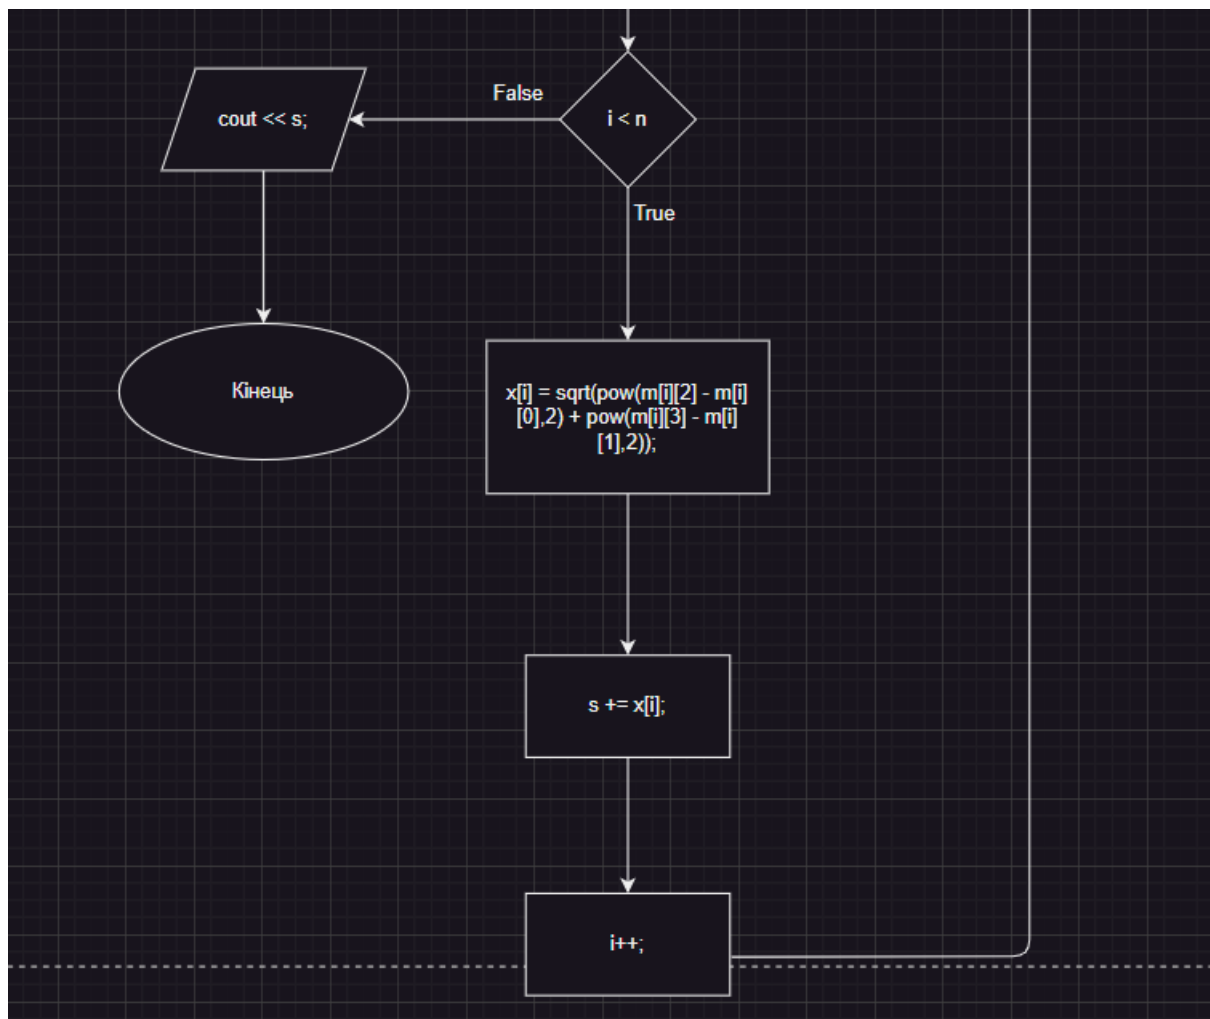 False
i < n
cout << s;
True
Кінець
x[i] = sqrt(pow(m[i][2] - m[i]
[0],2) + pow(m[i][3] - m[i]
[1],2));
s += x[i];
i++;